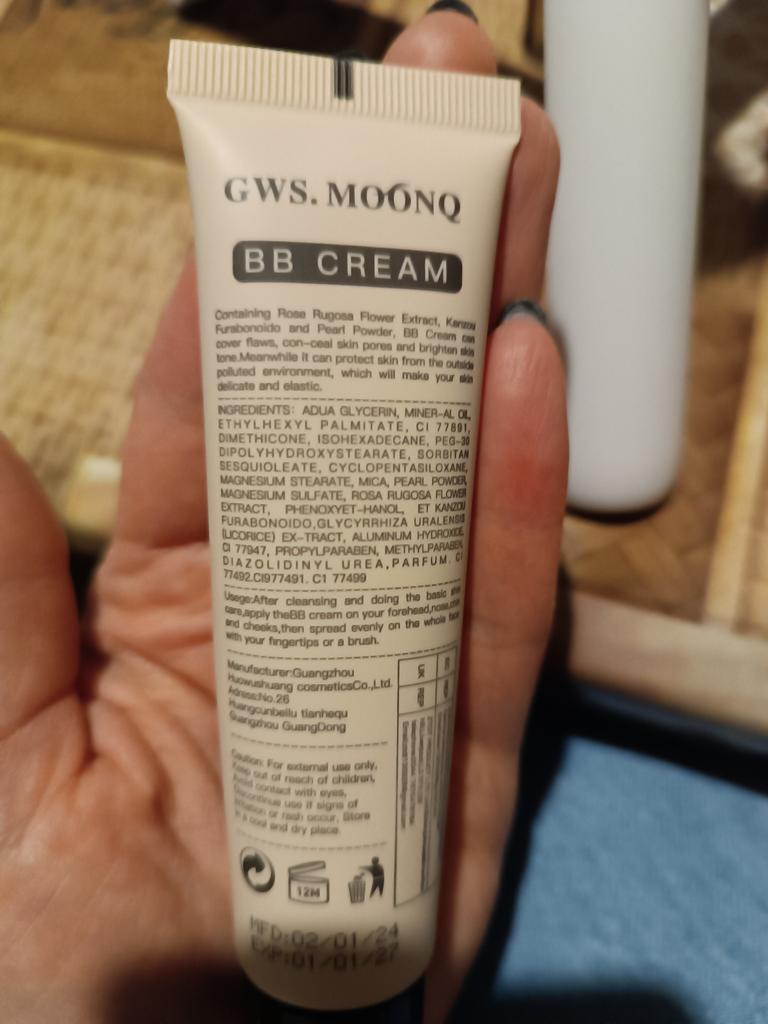 GWS. MOONQ
BB CREAM
Containing Rose Rugosa Flower Extract, Kanzou
Furabonoido and Pearl Powder, BB Cream can
cover flaws, con-ceal skin pores and brighten skin
tone.Meanwhile it can protect skin from the outside
polluted environment, which will make your skin
delicate and elastic.
INGREDIENTS: ADUA GLYCERIN, MINER-AL OIL,
ETHYLHEXYL PALMITATE, CI 77891,
DIMETHICONE, ISOHEXADECANE, PEG-30
DIPOLYHYDROXYSTEARATE, SORBITAN
SESQUIOLEATE, CYCLOPENTASILOXANE,
MAGNESIUM STEARATE, MICA, PEARL POWDER,
MAGNESIUM SULFATE, ROSA RUGOSA FLOWER
EXTRACT, PHENOXYET-HANOL, ET KANZOU
FURABONOIDO,GLYCYRRHIZA URALENSIS
(LICORICE) EX-TRACT, ALUMINUM HYDROXIDE,
CI 77947, PROPYLPARABEN, METHYLPARABEN,
DIAZOLIDINYL UREA,PARFUM. CI
77492.CI977491. C1 77499
Usege:After cleansing and doing the basic skin
care,apply theBB cream on your forehead,nose,chin
and cheeks,then spread evenly on the whole face
with your fingertips or a brush.
Manufacturer:Guangzhou
Huowushuang cosmeticsCo.,Ltd.
Adress:No.26
Huangcunbeilu tianhequ
Guangzhou GuangDong
UK REP
REP
Caution: For external use only,
Keep out of reach of children,
Avoid contact with eyes,
Discontinue use if signs of
irritation or rash occur, Store
in a cool and dry place.
12M
MFD:02/01/24
EXP:01/01/27